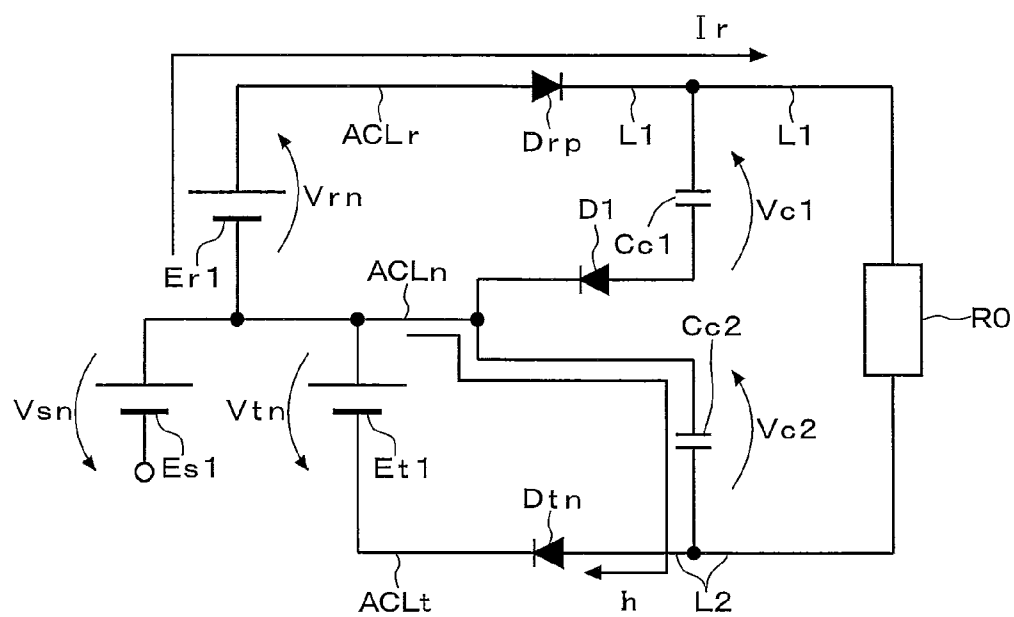 Ir
ACLr
Drp
L1
L1
Vrn
D1
Cc1
Vc1
Er1
ACLn
Cc2
R0
Vsn
Vtn
Vc2
Es1
Et1
Dtn
ACLt
h
L2